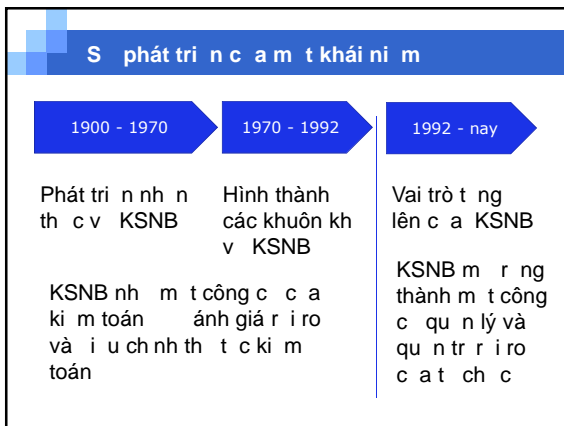 S phát tri n c a m t khái ni m
1900 - 1970
1970 - 1992
1992 - nay
Phát tri n nh n
th c v KSNB
Hình thành
các khuôn kh
v KSNB
KSNB nh m t công c c a
ki m toán ánh giá r i ro
và i u ch nh th t c ki m
toán
Vai trò t ng
lên c a KSNB
KSNB m r ng
thành m t công
c qu n lý và
qu n tr r i ro
c a t ch c